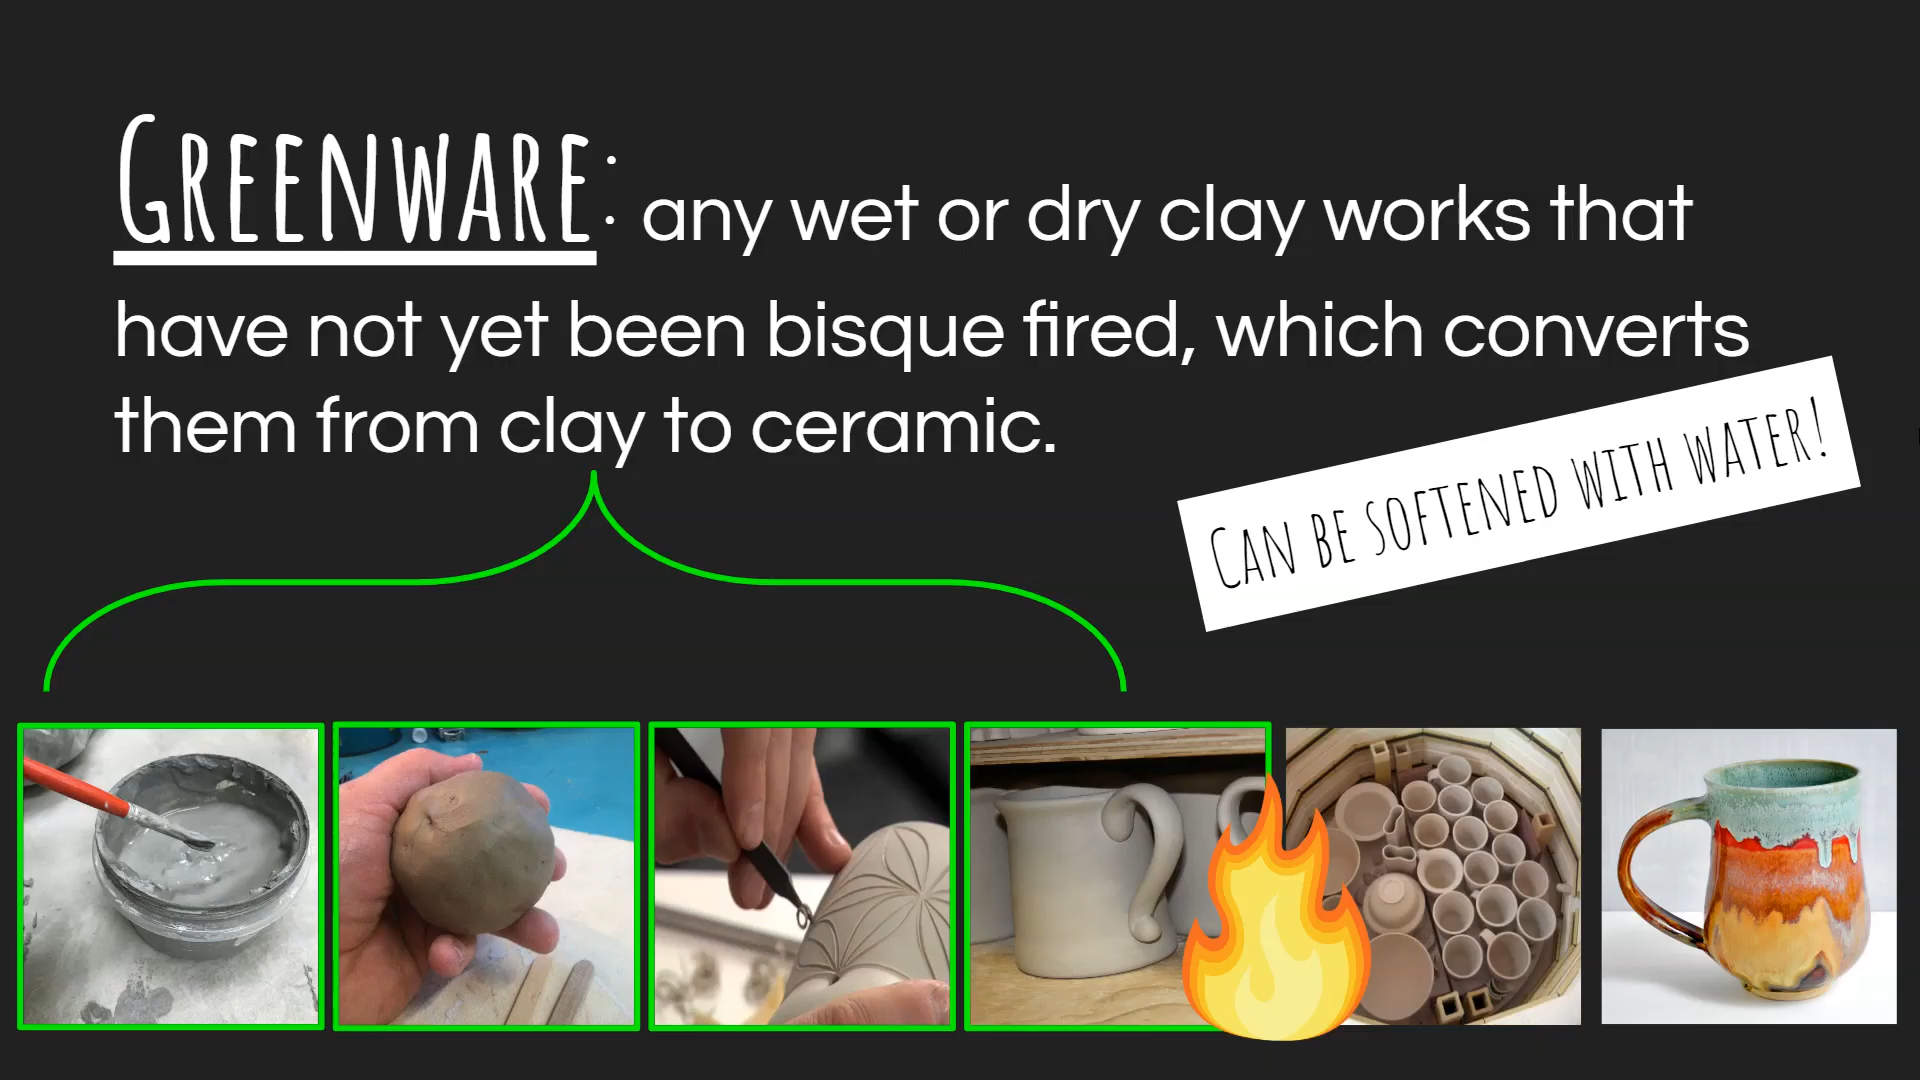 Greenware: any wet or dry clay works that
have not yet been bisque fired, which converts
them from clay to ceramic.
Can be softened with water!